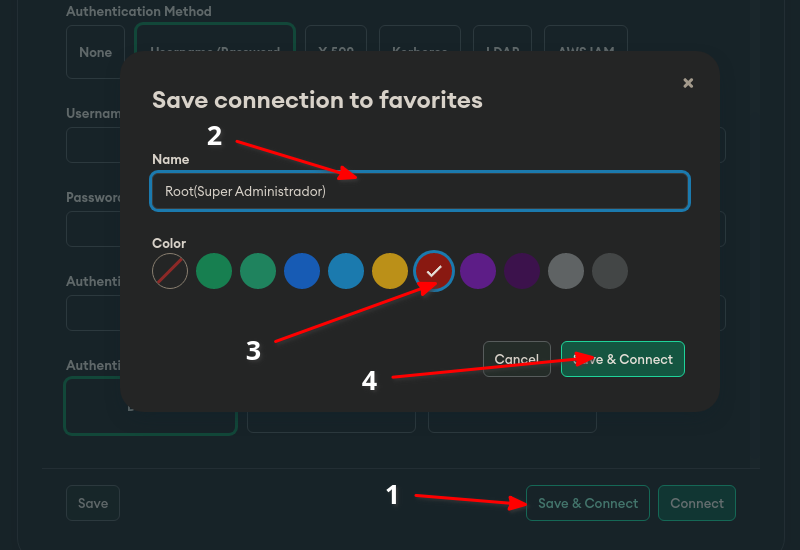 Authentication Method
None
Username/Password
X.509
Kerberos
LDAP
AWS IAM
Save connection to favorites
Usernam
2
Name
Root(Super Administrador)
Password
Color
Authenti
3
Cancel
Save & Connect
4
Authenti
1
Save
Save & Connect
Connect